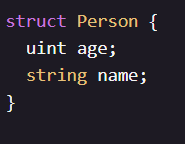 struct Person {
  uint age;
  string name;
}